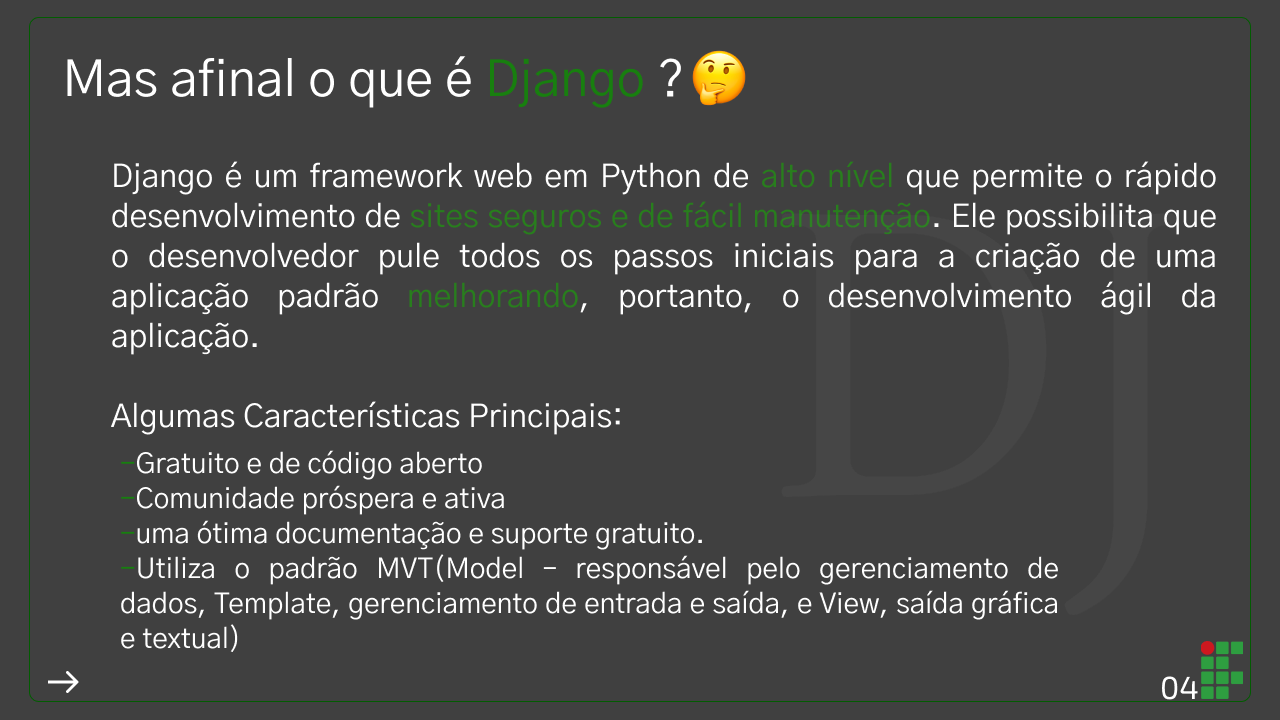 Mas afinal o que é Django ?🤔
Django é um framework web em Python de alto nível que permite o rápido
desenvolvimento de sites seguros e de fácil manutenção. Ele possibilita que
o desenvolvedor pule todos os passos iniciais para a criação de uma
aplicação padrão melhorando, portanto, o desenvolvimento ágil da
aplicação.
Algumas Características Principais:
-Gratuito e de código aberto
-Comunidade próspera e ativa
-uma ótima documentação e suporte gratuito.
-Utiliza o padrão MVT(Model - responsável pelo gerenciamento de
dados, Template, gerenciamento de entrada e saída, e View, saída gráfica
e textual)
DJ
04